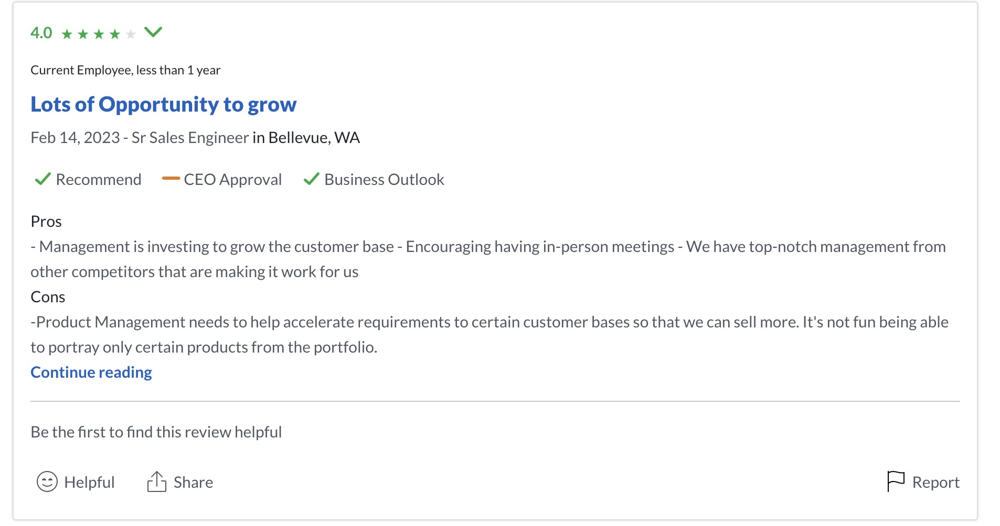 4.0
Current Employee, less than 1 year
Lots of Opportunity to grow
Feb 14, 2023 - Sr Sales Engineer in Bellevue, WA
Recommend CEO Approval Business Outlook
Pros
- Management is investing to grow the customer base - Encouraging having in-person meetings - We have top-notch management from
other competitors that are making it work for us
Cons
-Product Management needs to help accelerate requirements to certain customer bases so that we can sell more. It's not fun being able
to portray only certain products from the portfolio.
Continue reading
Be the first to find this review helpful
Helpful Share Report